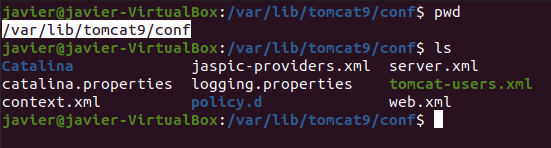 javier@javier-VirtualBox:/var/lib/tomcat9/conf$ pwd
/var/lib/tomcat9/conf
javier@javier-VirtualBox:/var/lib/tomcat9/conf$ ls
Catalina jaspic-providers.xml server.xml
catalina.properties logging.properties tomcat-users.xml
context.xml policy.d web.xml
javier@javier-VirtualBox:/var/lib/tomcat9/conf$